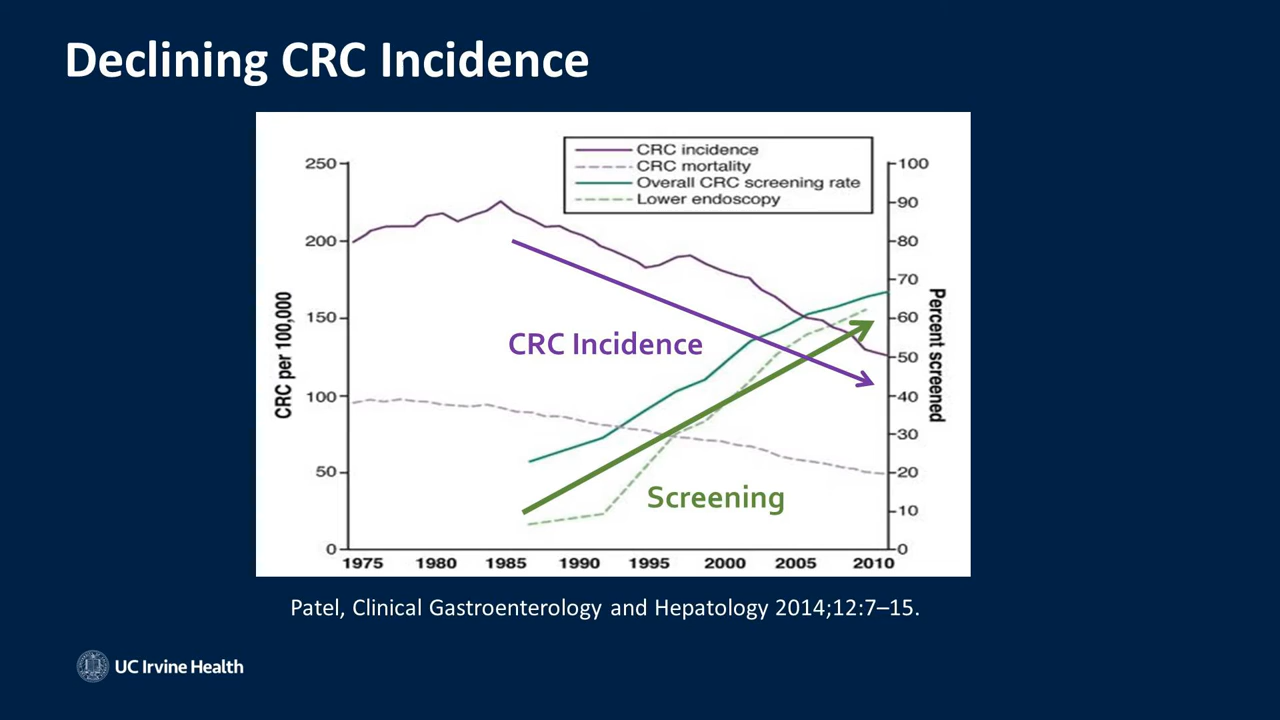 Declining CRC Incidence
CRC incidence
CRC mortality
Overall CRC screening rate
Lower endoscopy
250
200
150
100
50
0
100
90
80
70
60
50
40
30
20
10
0
CRC per 100,000
Percent screened
CRC Incidence
Screening
1975 1980 1985 1990 1995 2000 2005 2010
Patel, Clinical Gastroenterology and Hepatology 2014;12:7–15.
UC Irvine Health